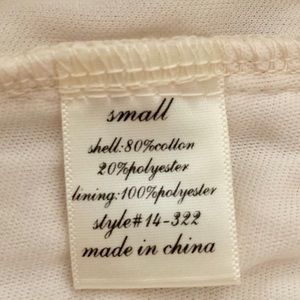 small
shell:80%cotton
20%polyester
lining:100%polyester
style#14-322
made in china